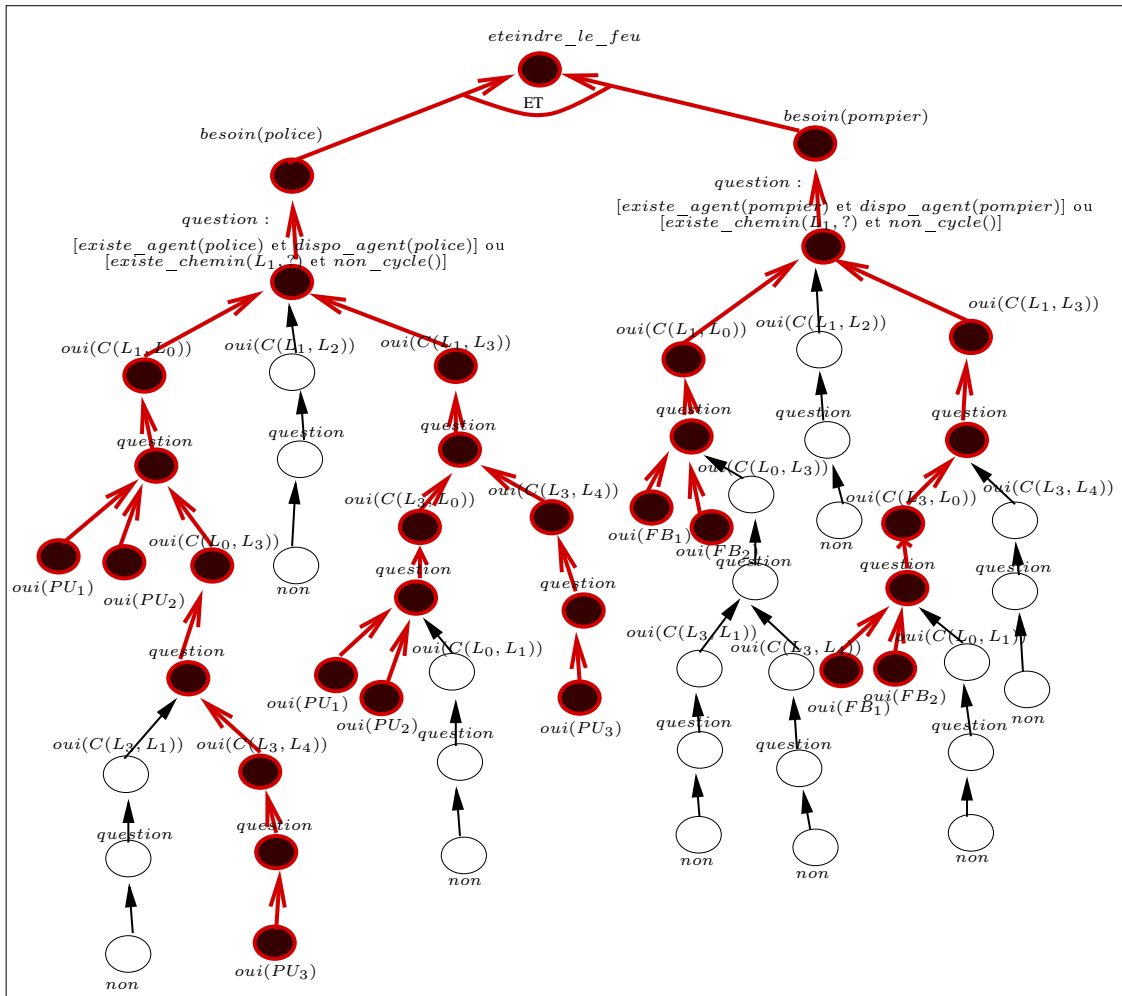 eteindre_le_feu
ET
besoin(police)
besoin(pompier)
question :
[existe_agent(police) et dispo_agent(police)] ou
[existe_chemin(L₁, ?) et non_cycle()]
question :
[existe_agent(pompier) et dispo_agent(pompier)] ou
[existe_chemin(L₁, ?) et non_cycle()]
oui(C(L₁, L₀))
oui(C(L₁, L₂))
oui(C(L₁, L₃))
oui(C(L₁, L₀))
oui(C(L₁, L₂))
oui(C(L₁, L₃))
question
question
question
question
question
question
oui(PU₁)
oui(PU₂)
oui(C(L₀, L₃))
non
oui(C(L₃, L₀))
oui(C(L₃, L₄))
oui(FB₁)
oui(FB₂)
oui(C(L₀, L₃))
non
oui(C(L₃, L₀))
oui(C(L₃, L₄))
question
question
question
question
question
question
oui(PU₁)
oui(PU₂)
oui(C(L₀, L₁))
oui(PU₃)
oui(C(L₃, L₁))
oui(C(L₃, L₄))
oui(FB₁)
oui(FB₂)
oui(C(L₀, L₁))
non
oui(C(L₃, L₁))
oui(C(L₃, L₄))
question
question
question
question
question
question
non
oui(PU₃)
non
non
non
non